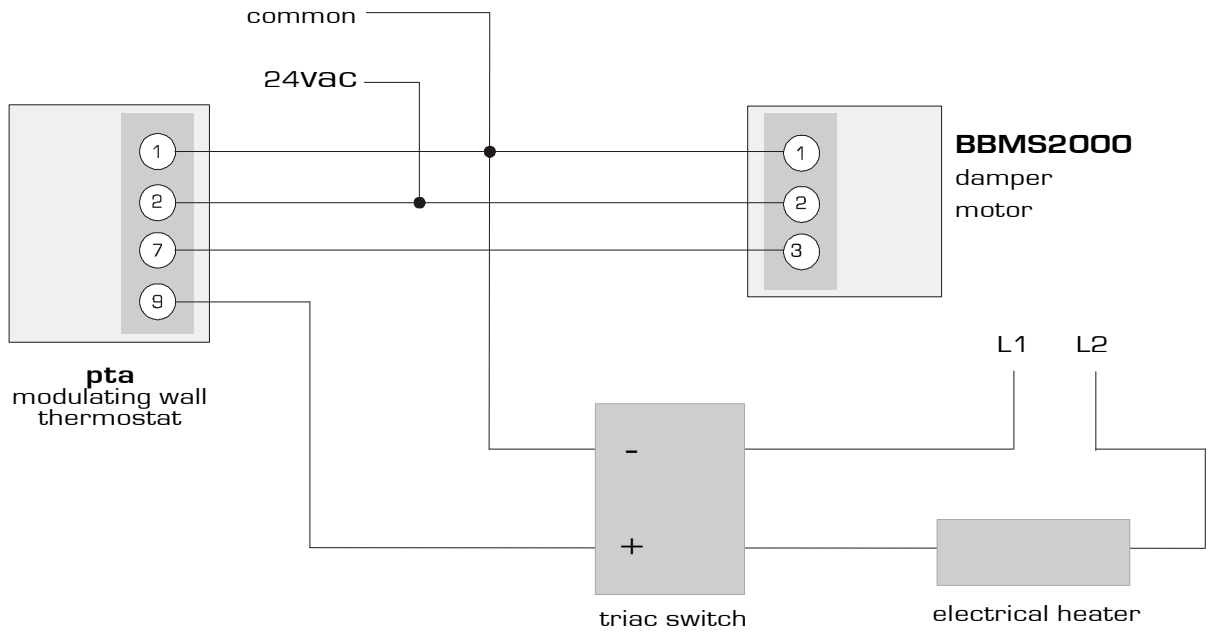 common
24vac
1
2
7
9
pta
modulating wall
thermostat
1
2
3
BBMS2000
damper
motor
L1 L2
-
+
triac switch
electrical heater